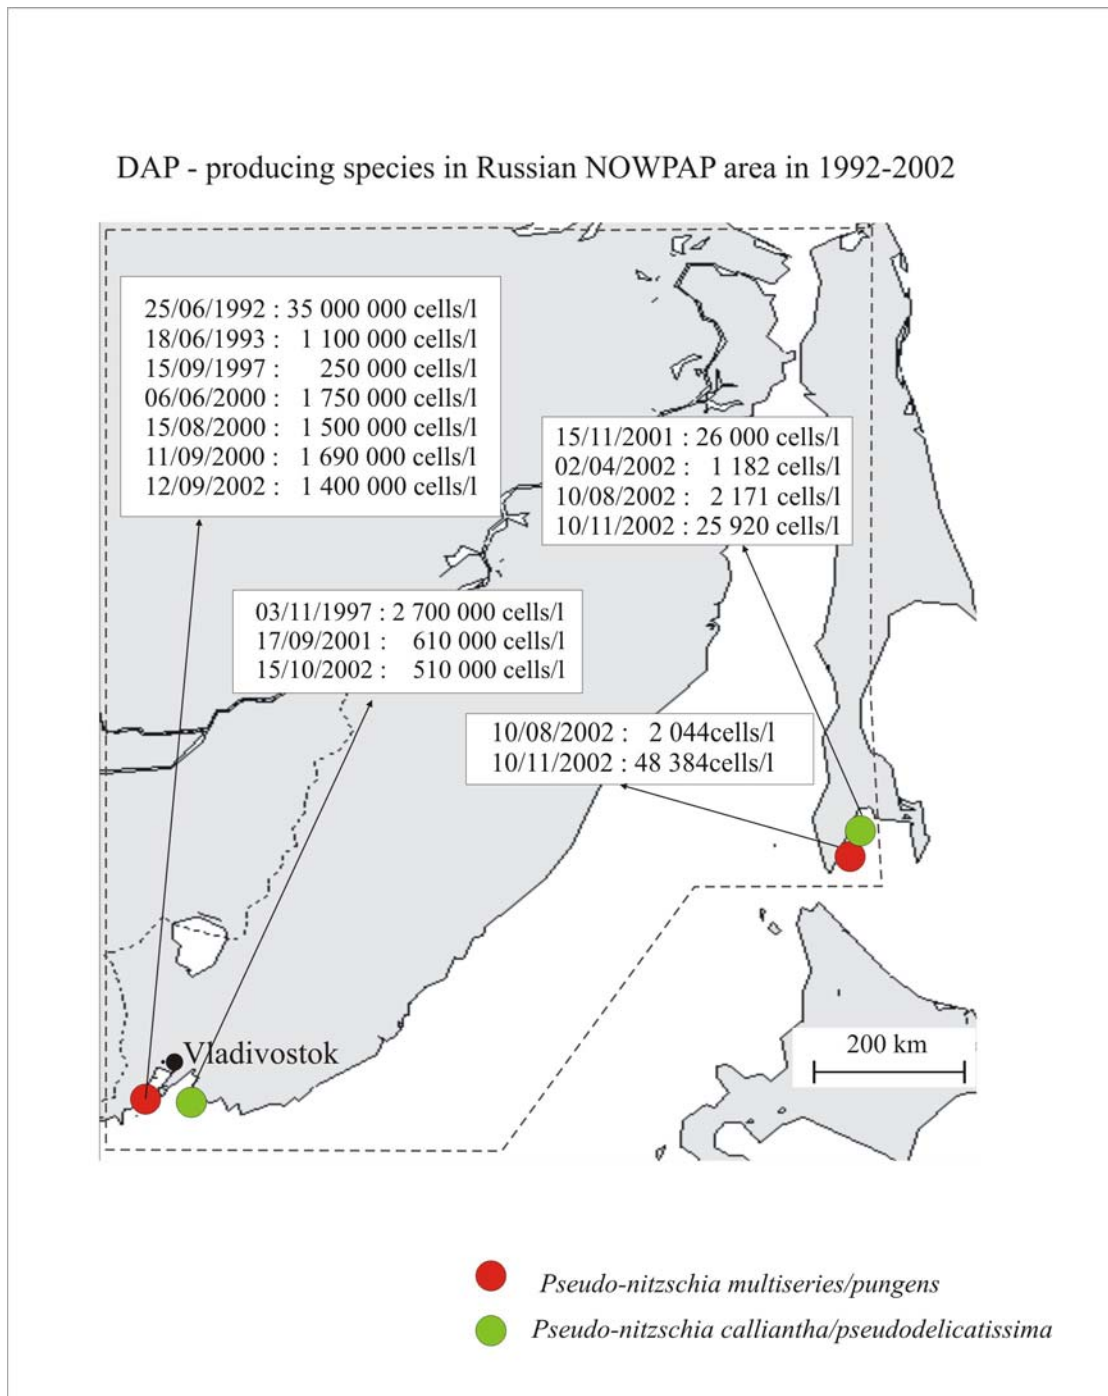 DAP - producing species in Russian NOWPAP area in 1992-2002
25/06/1992 : 35 000 000 cells/l
18/06/1993 : 1 100 000 cells/l
15/09/1997 : 250 000 cells/l
06/06/2000 : 1 750 000 cells/l
15/08/2000 : 1 500 000 cells/l
11/09/2000 : 1 690 000 cells/l
12/09/2002 : 1 400 000 cells/l
15/11/2001 : 26 000 cells/l
02/04/2002 : 1 182 cells/l
10/08/2002 : 2 171 cells/l
10/11/2002 : 25 920 cells/l
03/11/1997 : 2 700 000 cells/l
17/09/2001 : 610 000 cells/l
15/10/2002 : 510 000 cells/l
10/08/2002 : 2 044cells/l
10/11/2002 : 48 384cells/l
Vladivostok
200 km
Pseudo-nitzschia multiseries/pungens
Pseudo-nitzschia calliantha/pseudodelicatissima